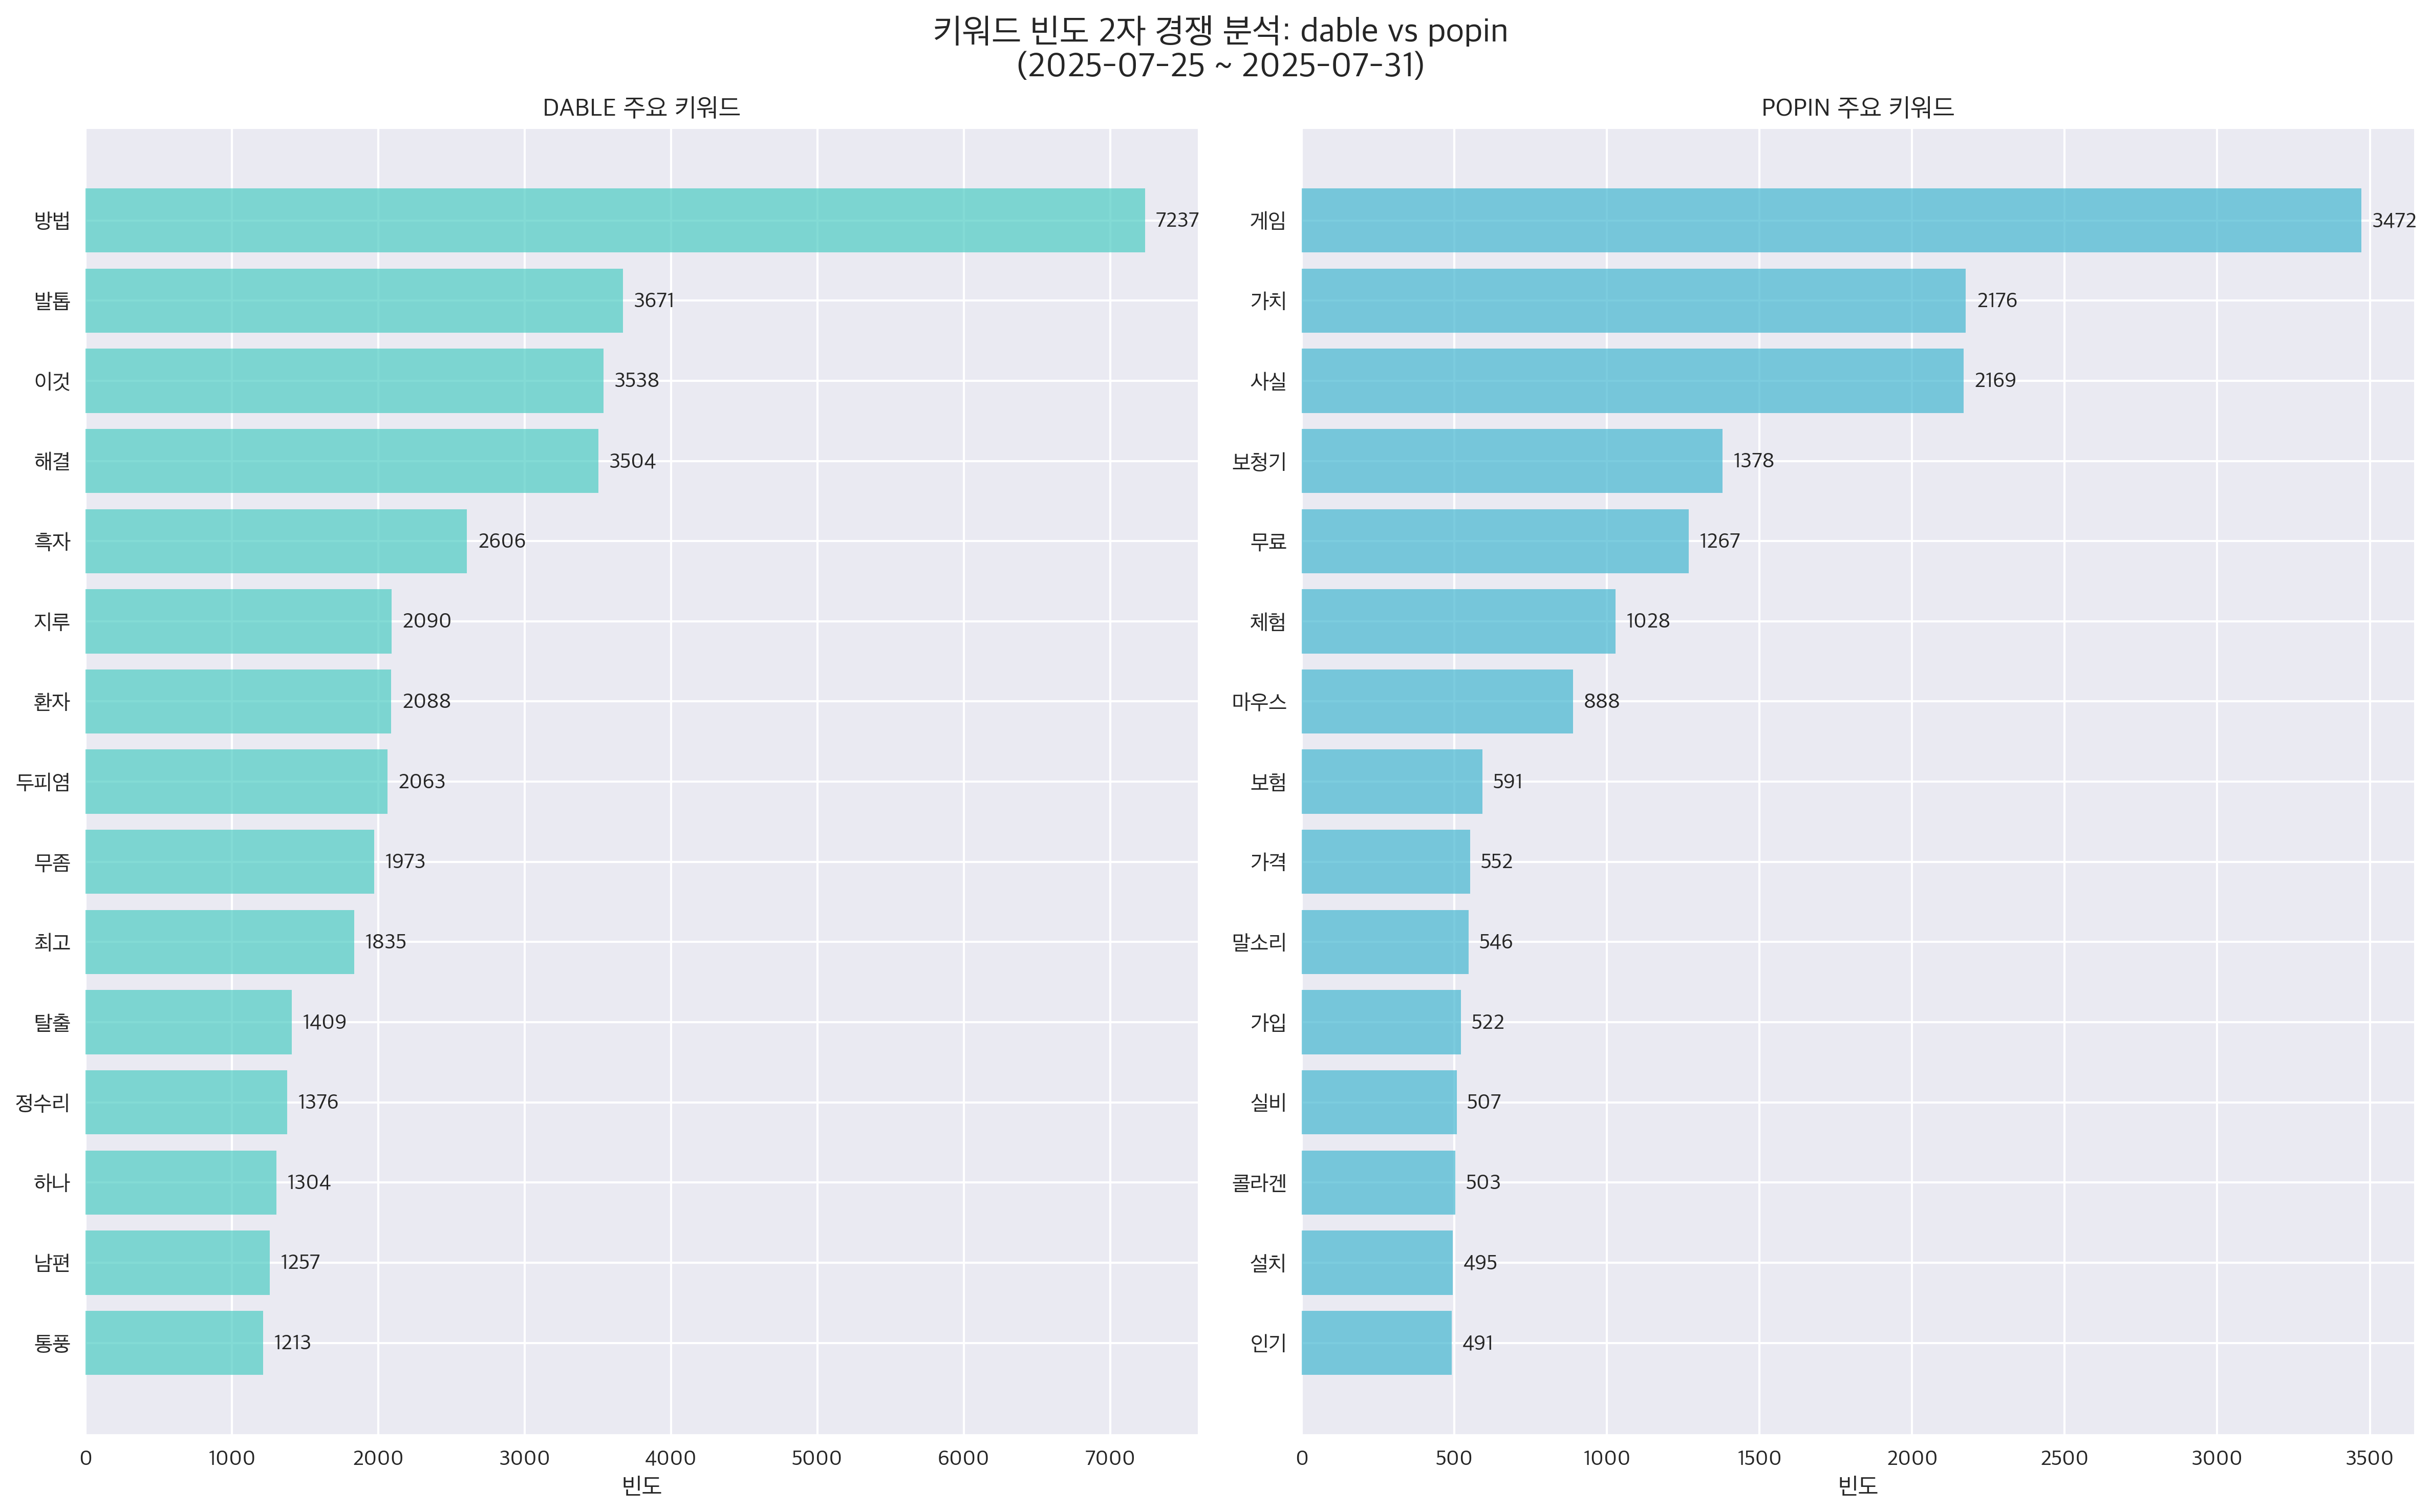 키워드 빈도 2자 경쟁 분석: dable vs popin
(2025-07-25 ~ 2025-07-31)
DABLE 주요 키워드
방법 7237
발톱 3671
이것 3538
해결 3504
흑자 2606
지루 2090
환자 2088
두피염 2063
무좀 1973
최고 1835
탈출 1409
정수리 1376
하나 1304
남편 1257
통풍 1213
0 1000 2000 3000 4000 5000 6000 7000
빈도
POPIN 주요 키워드
게임 3472
가치 2176
사실 2169
보청기 1378
무료 1267
체험 1028
마우스 888
보험 591
가격 552
말소리 546
가입 522
실비 507
콜라겐 503
설치 495
인기 491
0 500 1000 1500 2000 2500 3000 3500
빈도